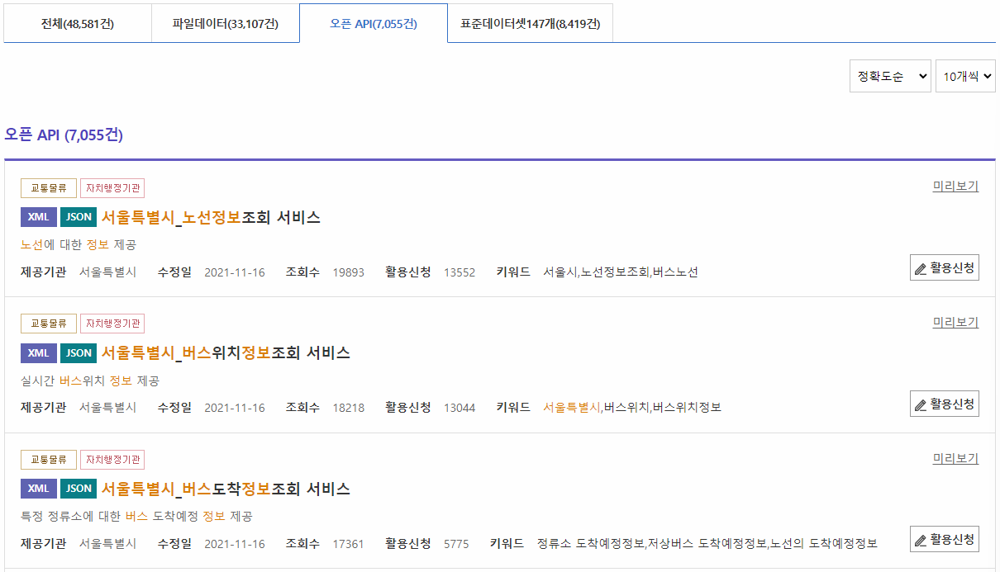 전체(48,581건) 파일데이터(33,107건) 오픈 API(7,055건) 표준데이터셋147개(8,419건)
정확도순 10개씩
오픈 API (7,055건)
교통물류 자치행정기관 미리보기
XML JSON 서울특별시_노선정보조회 서비스
노선에 대한 정보 제공
제공기관 서울특별시 수정일 2021-11-16 조회수 19893 활용신청 13552 키워드 서울시,노선정보조회,버스노선 활용신청
교통물류 자치행정기관 미리보기
XML JSON 서울특별시_버스위치정보조회 서비스
실시간 버스위치 정보 제공
제공기관 서울특별시 수정일 2021-11-16 조회수 18218 활용신청 13044 키워드 서울특별시,버스위치,버스위치정보 활용신청
교통물류 자치행정기관 미리보기
XML JSON 서울특별시_버스도착정보조회 서비스
특정 정류소에 대한 버스 도착예정 정보 제공
제공기관 서울특별시 수정일 2021-11-16 조회수 17361 활용신청 5775 키워드 정류소 도착예정정보,저상버스 도착예정정보,노선의 도착예정정보 활용신청